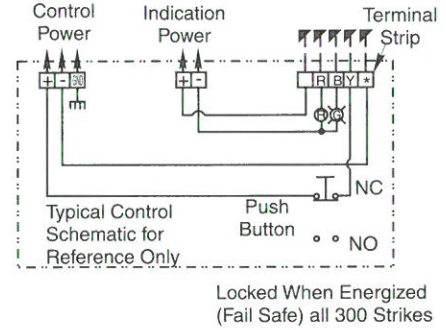 Control
Power
Indication
Power
Terminal
Strip
+ -
+ -
R B Y *
R G
NC
Push
Button
NO
Typical Control
Schematic for
Reference Only
Locked When Energized
(Fail Safe) all 300 Strikes